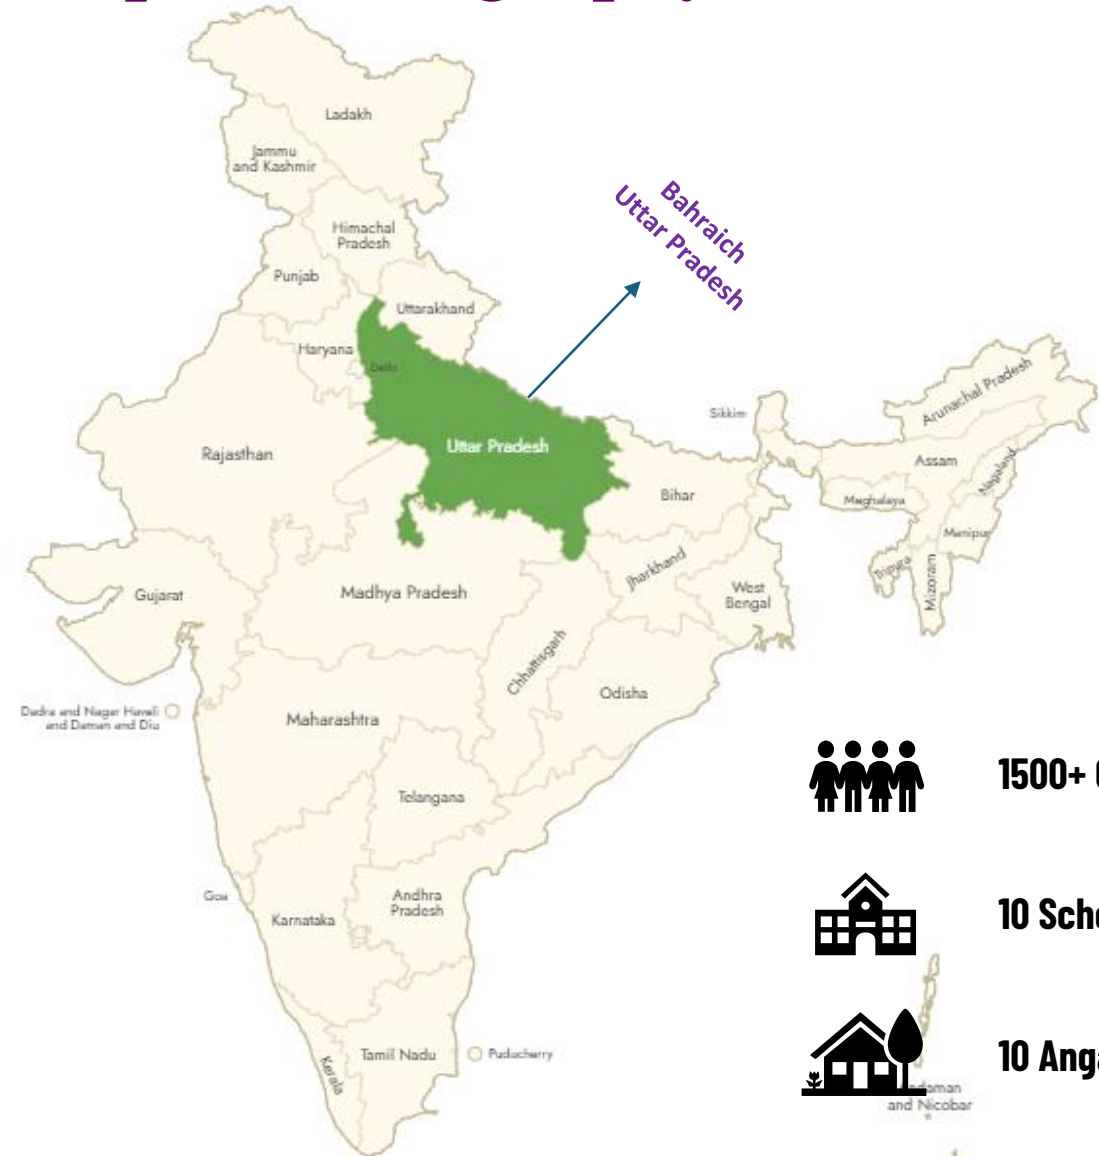 Ladakh
Jammu
and Kashmir
Himachal
Pradesh
Punjab
Uttarakhand
Haryana
Delhi
Bahraich
Uttar Pradesh
Uttar Pradesh
Rajasthan
Sikkim
Arunachal Pradesh
Assam
Nagaland
Meghalaya
Manipur
Tripura
Mizoram
Bihar
Jharkhand
West
Bengal
Gujarat
Madhya Pradesh
Chhattisgarh
Odisha
Dadra and Nagar Haveli
and Daman and Diu
Maharashtra
Telangana
Goa
Karnataka
Andhra
Pradesh
Kerala
Tamil Nadu
Puducherry
1500+
10
10
and Nicobar